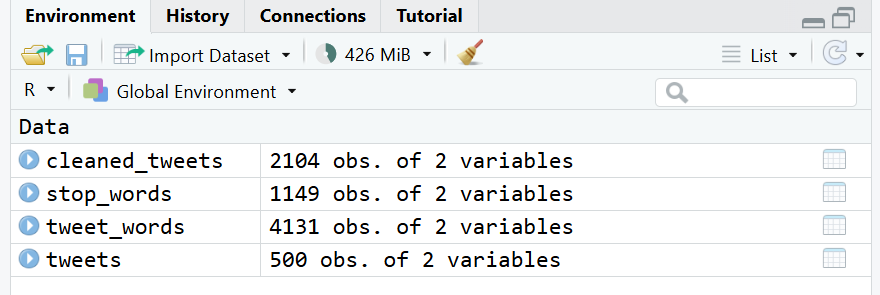 Environment History Connections Tutorial
Import Dataset 426 MiB List
R Global Environment
Data
cleaned_tweets 2104 obs. of 2 variables
stop_words 1149 obs. of 2 variables
tweet_words 4131 obs. of 2 variables
tweets 500 obs. of 2 variables